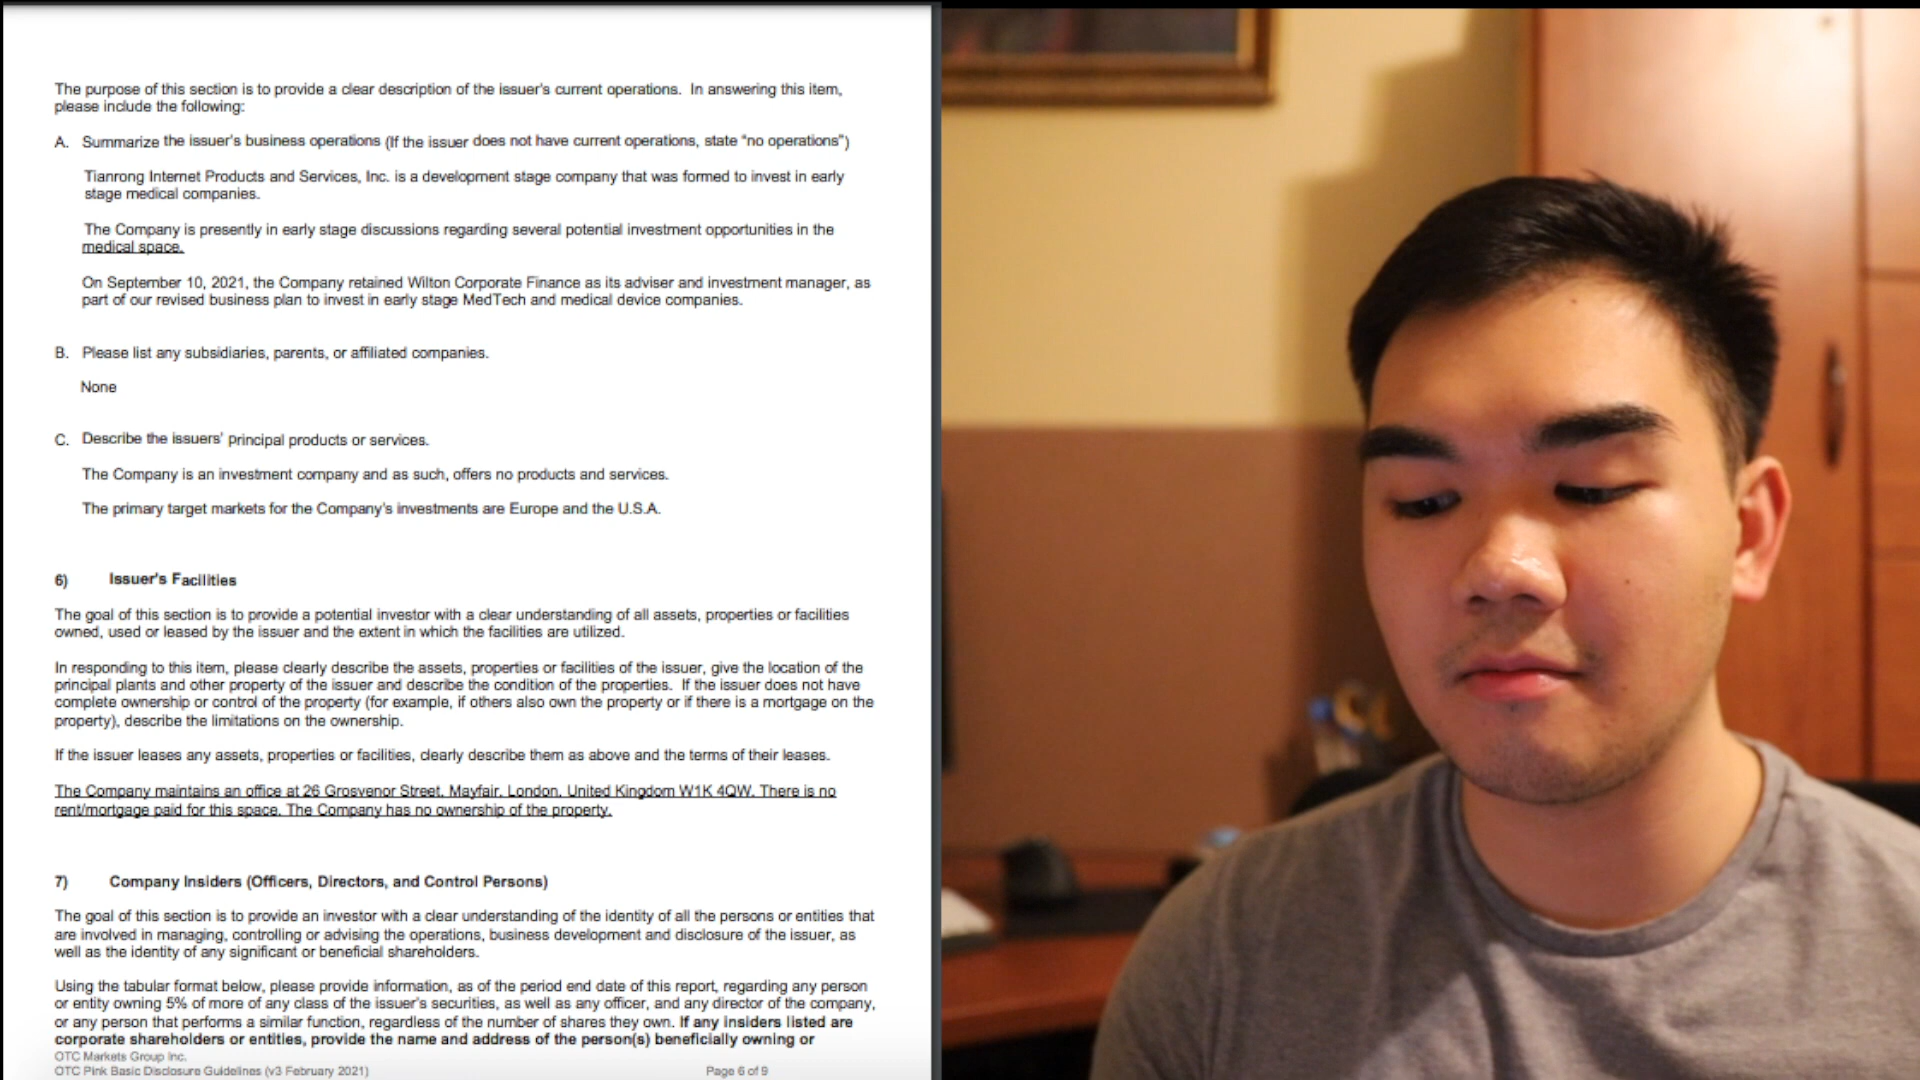 The purpose of this section is to provide a clear description of the issuer's current operations. In answering this item,
please include the following:
A. Summarize the issuer's business operations (If the issuer does not have current operations, state “no operations”)
Tianrong Internet Products and Services, Inc. is a development stage company that was formed to invest in early
stage medical companies.
The Company is presently in early stage discussions regarding several potential investment opportunities in the
medical space.
On September 10, 2021, the Company retained Wilton Corporate Finance as its adviser and investment manager, as
part of our revised business plan to invest in early stage MedTech and medical device companies.
B. Please list any subsidiaries, parents, or affiliated companies.
None
C. Describe the issuers' principal products or services.
The Company is an investment company and as such, offers no products and services.
The primary target markets for the Company's investments are Europe and the U.S.A.
6) Issuer's Facilities
The goal of this section is to provide a potential investor with a clear understanding of all assets, properties or facilities
owned, used or leased by the issuer and the extent in which the facilities are utilized.
In responding to this item, please clearly describe the assets, properties or facilities of the issuer, give the location of the
principal plants and other property of the issuer and describe the condition of the properties. If the issuer does not have
complete ownership or control of the property (for example, if others also own the property or if there is a mortgage on the
property), describe the limitations on the ownership.
If the issuer leases any assets, properties or facilities, clearly describe them as above and the terms of their leases.
The Company maintains an office at 26 Grosvenor Street, Mayfair, London, United Kingdom W1K 4QW. There is no
rent/mortgage paid for this space. The Company has no ownership of the property.
7) Company Insiders (Officers, Directors, and Control Persons)
The goal of this section is to provide an investor with a clear understanding of the identity of all the persons or entities that
are involved in managing, controlling or advising the operations, business development and disclosure of the issuer, as
well as the identity of any significant or beneficial shareholders.
Using the tabular format below, please provide information, as of the period end date of this report, regarding any person
or entity owning 5% of more of any class of the issuer's securities, as well as any officer, and any director of the company,
or any person that performs a similar function, regardless of the number of shares they own. If any insiders listed are
corporate shareholders or entities, provide the name and address of the person(s) beneficially owning or
OTC Markets Group Inc.
OTC Pink Basic Disclosure Guidelines (v3 February 2021) Page 6 of 9